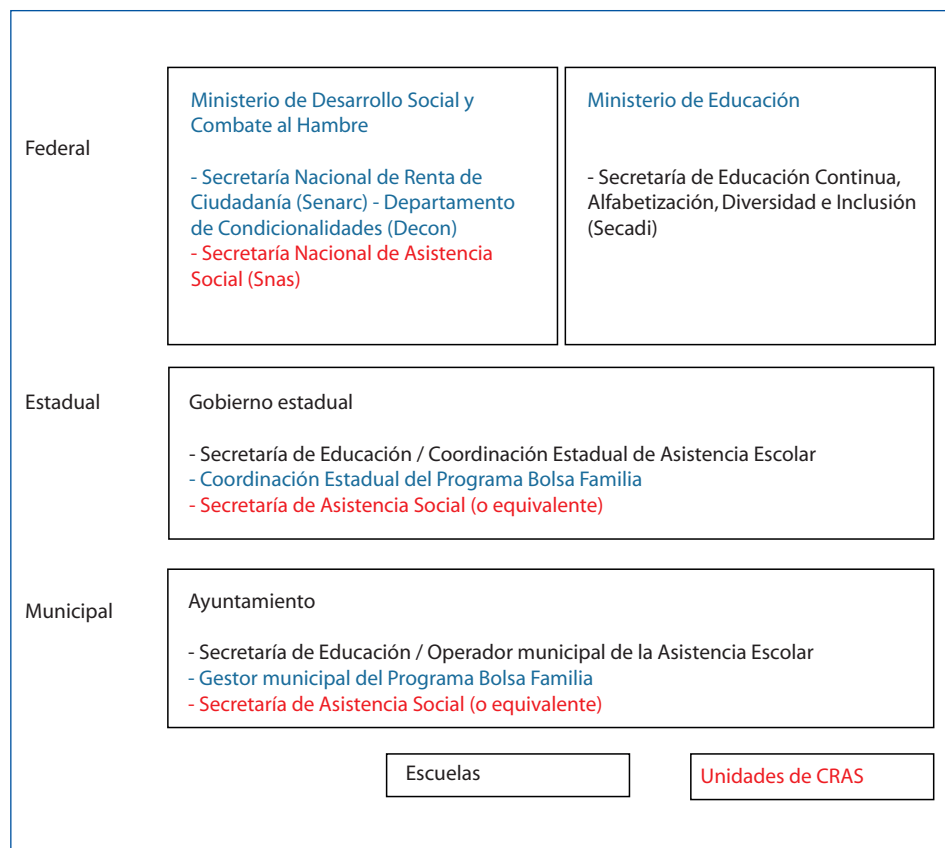 Federal
Ministerio de Desarrollo Social y
Combate al Hambre
- Secretaría Nacional de Renta de
Ciudadanía (Senarc) - Departamento
de Condicionalidades (Decon)
- Secretaría Nacional de Asistencia
Social (Snas)
Ministerio de Educación
- Secretaría de Educación Continua,
Alfabetización, Diversidad e Inclusión
(Secadi)
Estadual
Gobierno estadual
- Secretaría de Educación / Coordinación Estadual de Asistencia Escolar
- Coordinación Estadual del Programa Bolsa Familia
- Secretaría de Asistencia Social (o equivalente)
Municipal
Ayuntamiento
- Secretaría de Educación / Operador municipal de la Asistencia Escolar
- Gestor municipal del Programa Bolsa Familia
- Secretaría de Asistencia Social (o equivalente)
Escuelas
Unidades de CRAS